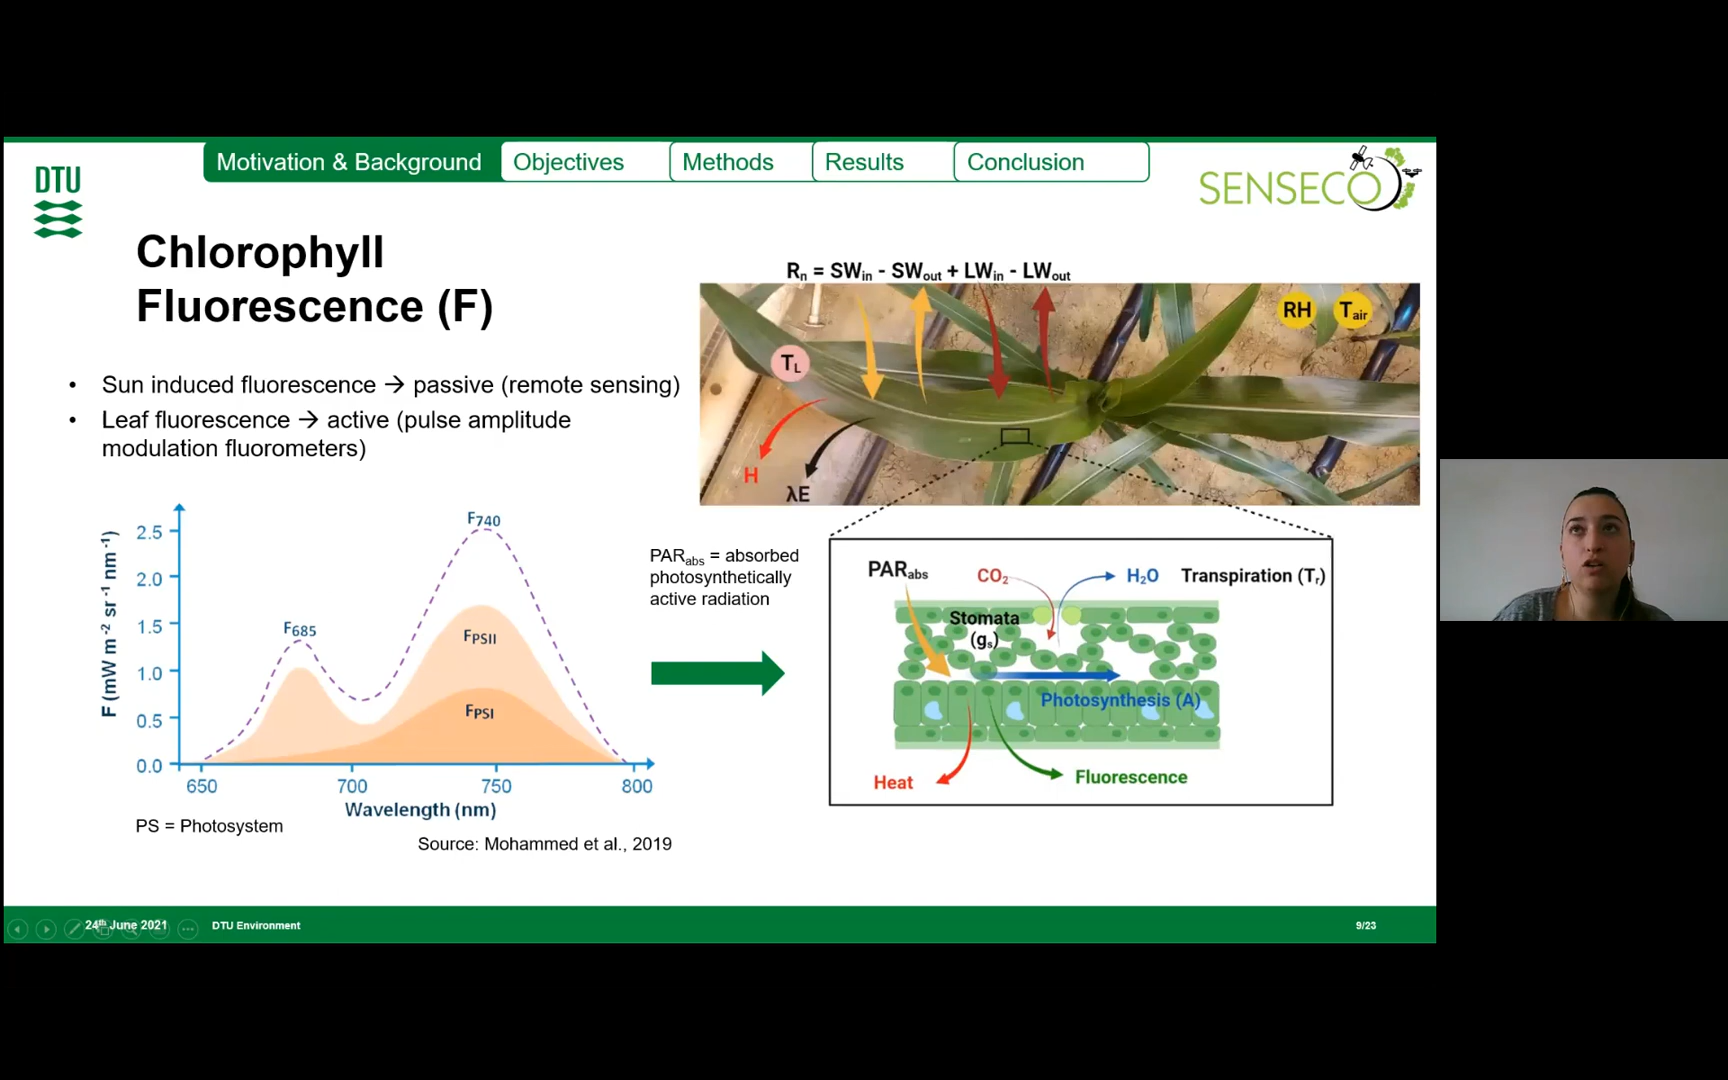 DTU
Motivation & Background
Objectives
Methods
Results
Conclusion
SENSECO
Chlorophyll
Fluorescence (F)
• Sun induced fluorescence → passive (remote sensing)
• Leaf fluorescence → active (pulse amplitude
modulation fluorometers)
Rn = SWin - SWout + LWin - LWout
RH
Tair
TL
H
λE
F (mW m-2 sr-1 nm-1)
2.5
2.0
1.5
1.0
0.5
0.0
F685
F740
FPSII
FPSI
650
700
750
800
Wavelength (nm)
PS = Photosystem
Source: Mohammed et al., 2019
PARabs = absorbed
photosynthetically
active radiation
PARabs
CO2
H2O
Transpiration (Tr)
Stomata
(gs)
Photosynthesis (A)
Heat
Fluorescence
24th June 2021
DTU Environment
9/23